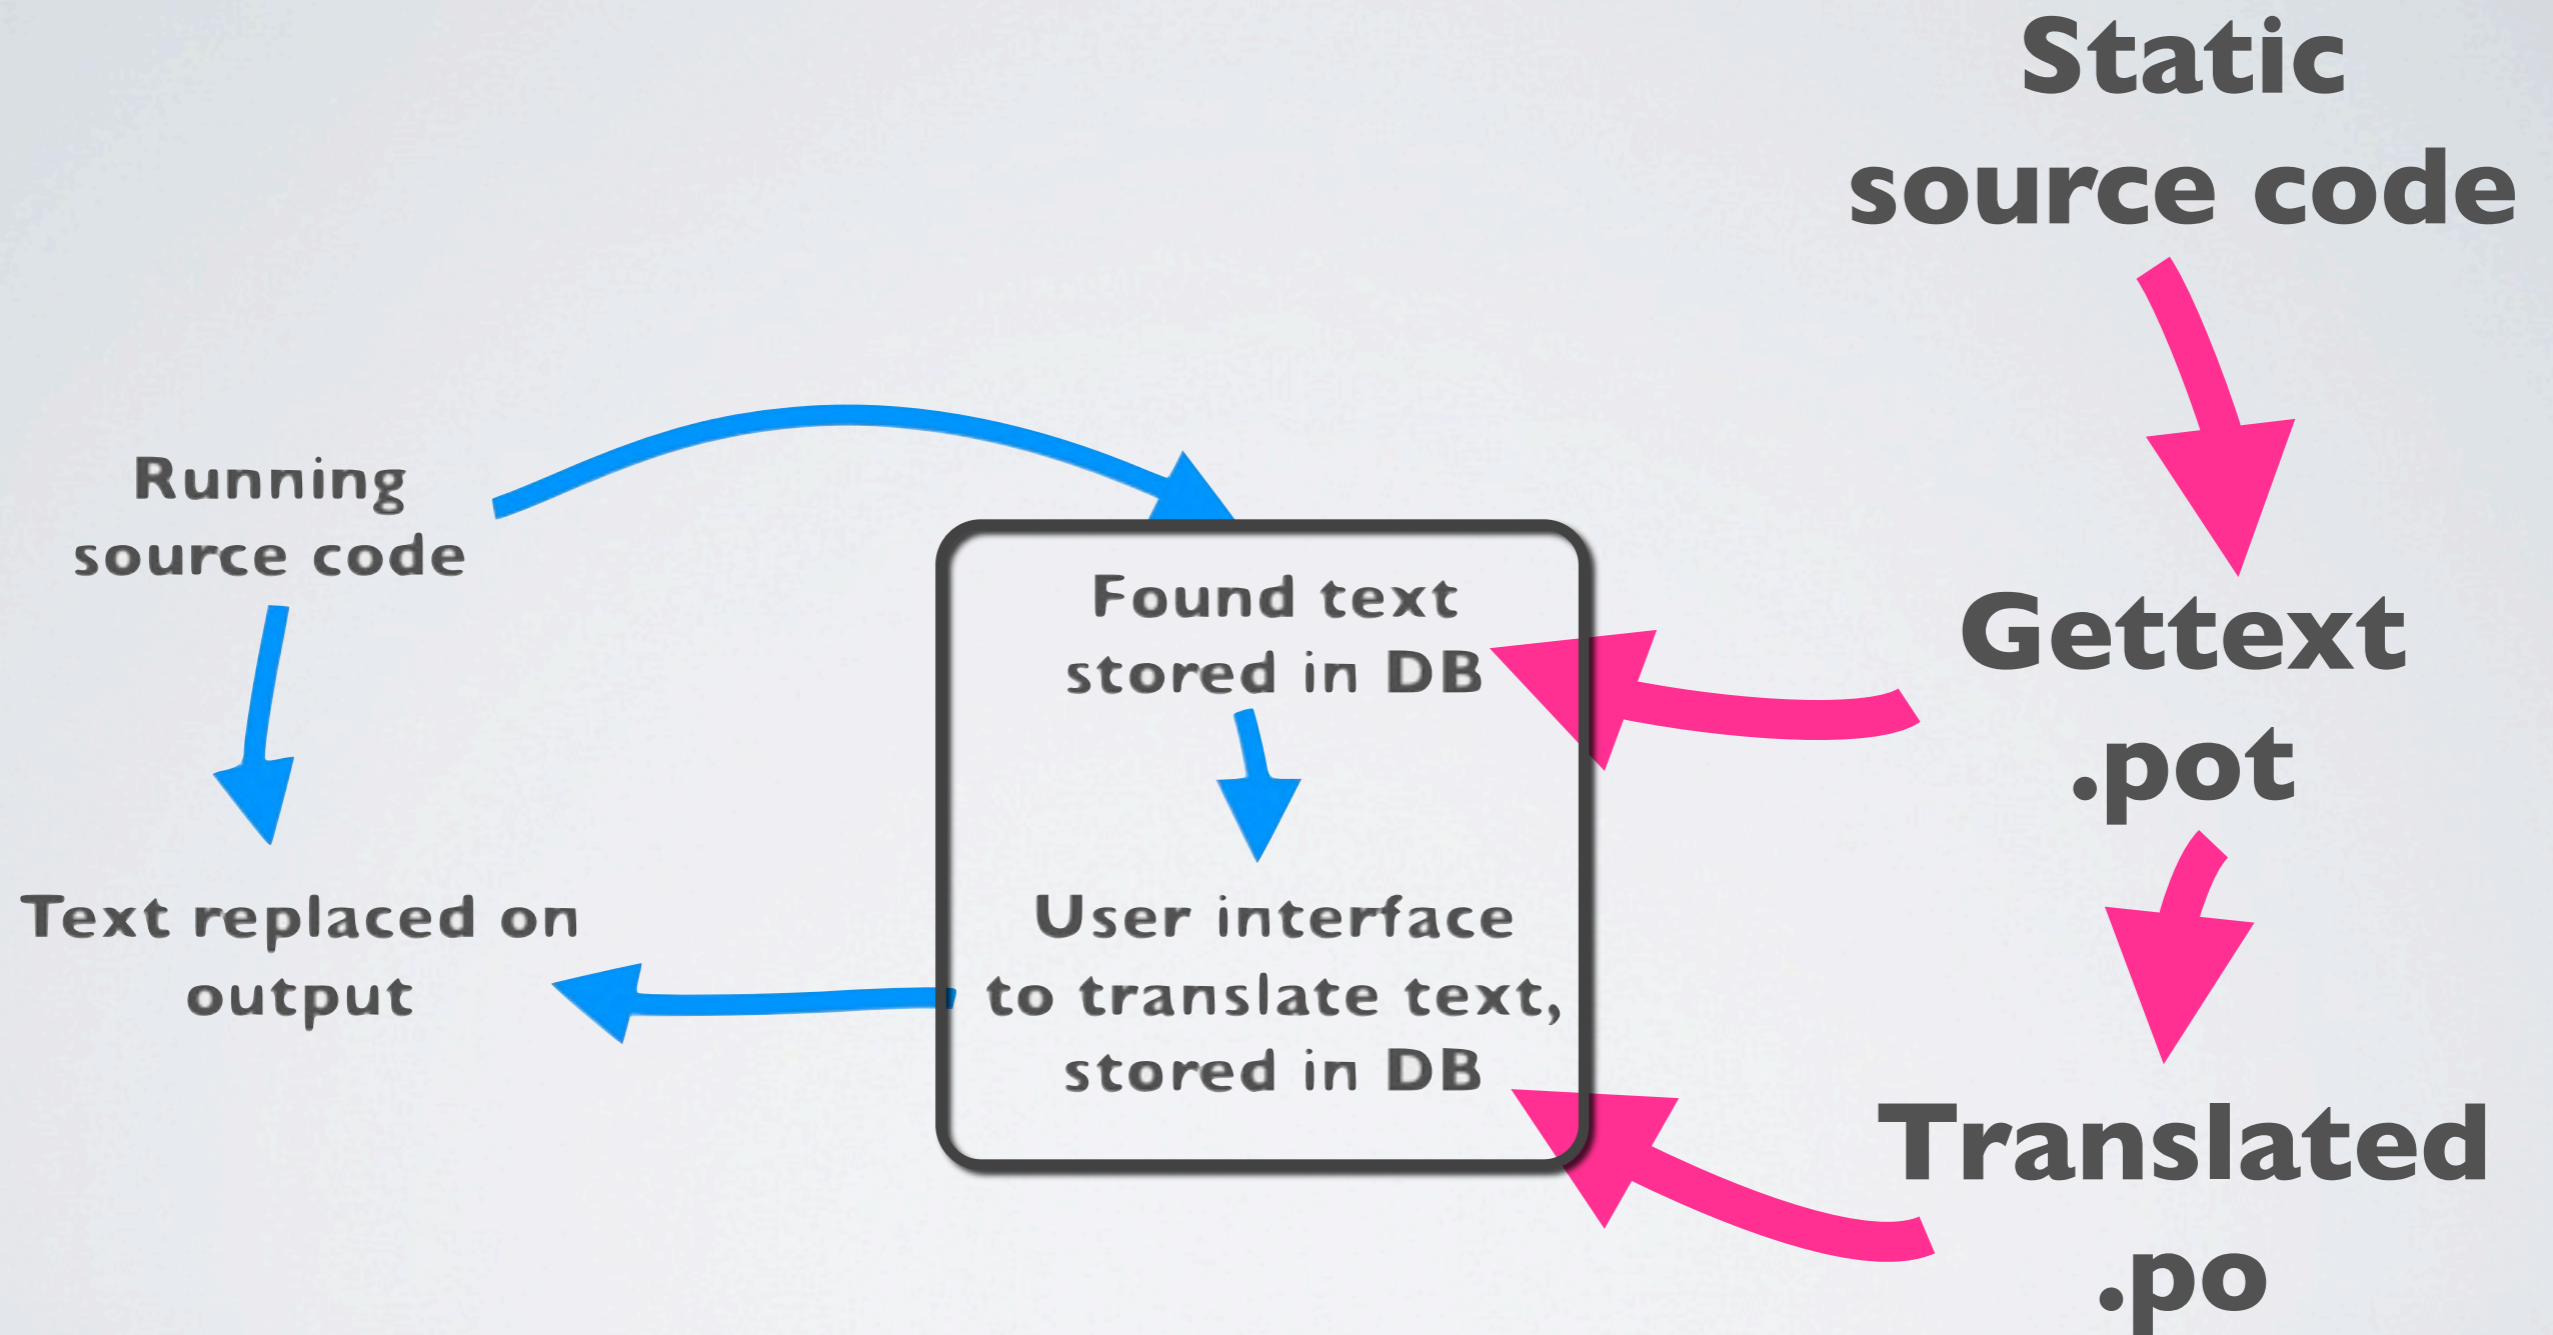 Static
source code
Running
source code
Found text
stored in DB
Gettext
.pot
Text replaced on
output
User interface
to translate text,
stored in DB
Translated
.po